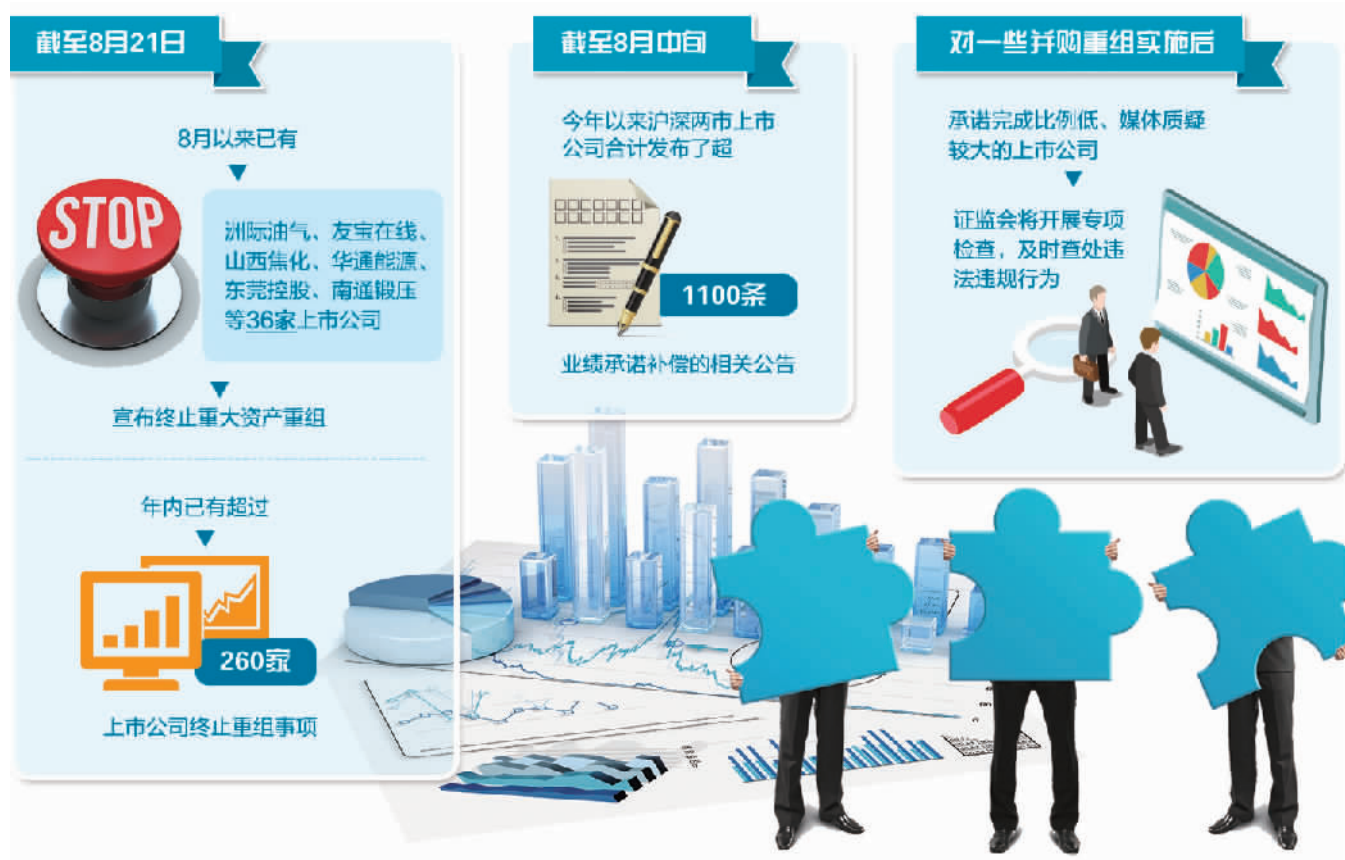 截至8月21日
8月以来已有
STOP
洲际油气、友宝在线、
山西焦化、华通能源、
东莞控股、南通锻压
等36家上市公司
宣布终止重大资产重组
年内已有超过
260家
上市公司终止重组事项
截至8月中旬
今年以来沪深两市上市
公司合计发布了超
1100条
业绩承诺补偿的相关公告
对一些并购重组实施后
承诺完成比例低、媒体质疑
较大的上市公司
证监会将开展专项
检查，及时查处违
法违规行为